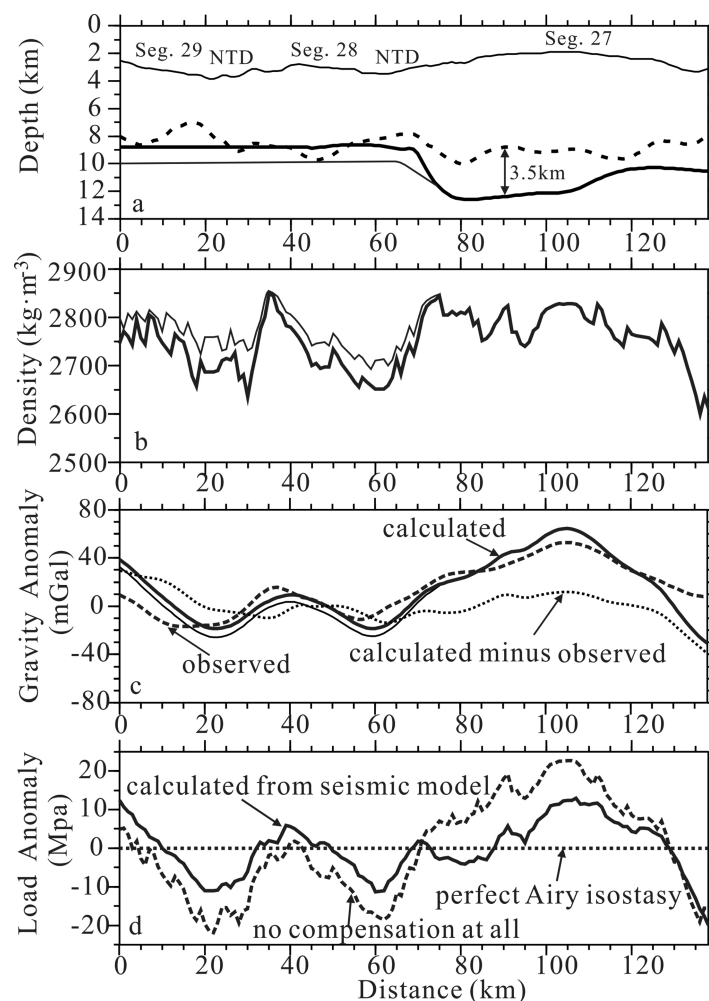 0
2
4
6
8
10
12
14
Depth
(km)
Seg. 29 NTD Seg. 28 NTD Seg. 27
3.5km
a
0 20 40 60 80 100 120
2900
2800
2700
2600
2500
Density (kg·m⁻³)
b
0 20 40 60 80 100 120
80
40
0
-40
-80
Gravity Anomaly
(mGal)
calculated
observed
calculated minus observed
c
0 20 40 60 80 100 120
20
10
0
-10
-20
Load Anomaly
(Mpa)
calculated from seismic model
perfect Airy isostasy
no compensation at all
d
0 20 40 60 80 100 120
Distance (km)